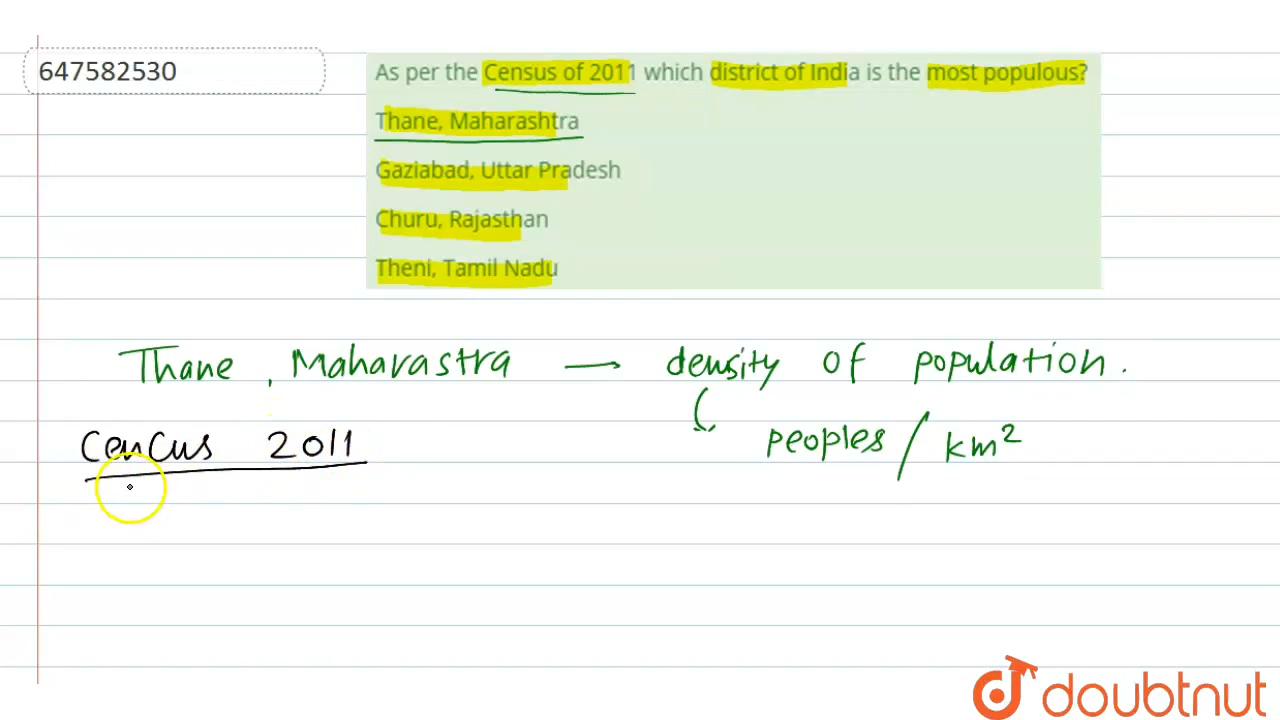 647582530
As per the Census of 2011 which district of India is the most populous?
Thane, Maharashtra
Gaziabad, Uttar Pradesh
Churu, Rajasthan
Theni, Tamil Nadu
Thane, Maharastra — density of population.
peoples / km²
Cencus 2011
doubtnut